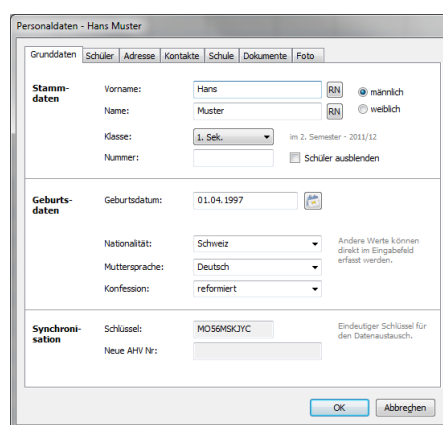 Personaldaten - Hans Muster
Grunddaten Schüler Adresse Kontakte Schule Dokumente Foto
Stamm-
daten
Vorname: Hans RN männlich
Name: Muster RN weiblich
Klasse: 1. Sek. im 2. Semester - 2011/12
Nummer: Schüler ausblenden
Geburts-
daten
Geburtsdatum: 01.04.1997
Nationalität: Schweiz
Muttersprache: Deutsch
Konfession: reformiert
Andere Werte können
direkt im Eingabefeld
erfasst werden.
Synchroni-
sation
Schlüssel: MO56MSKJYC
Eindeutiger Schlüssel für
den Datenaustausch.
Neue AHV Nr:
OK Abbrechen